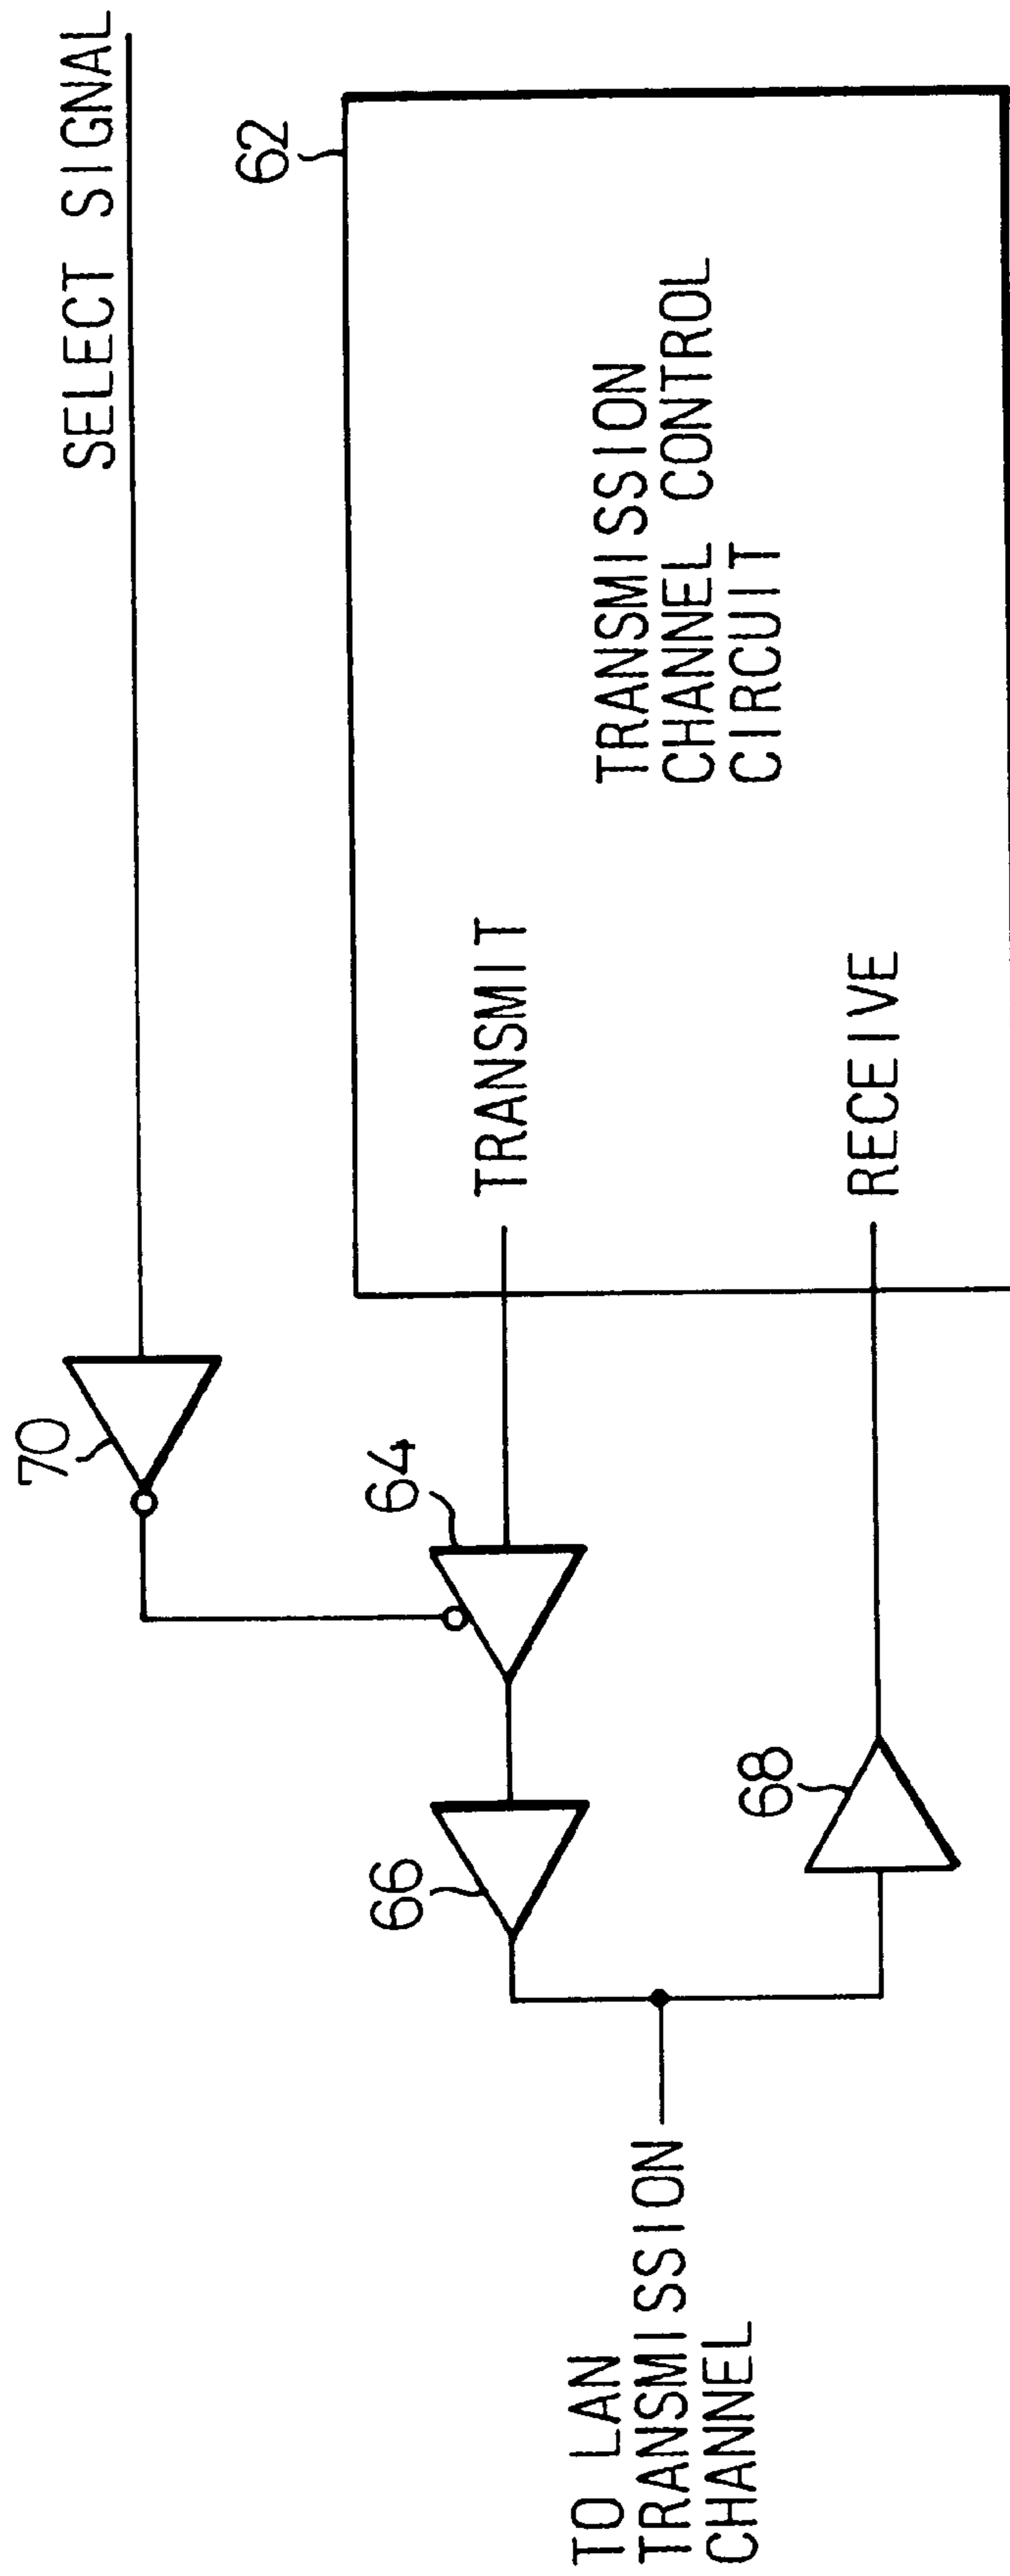 SELECT SIGNAL
70
62
64
66
68
TRANSMIT
RECEIVE
TRANSMISSION
CHANNEL CONTROL
CIRCUIT
TO LAN
TRANSMISSION
CHANNEL